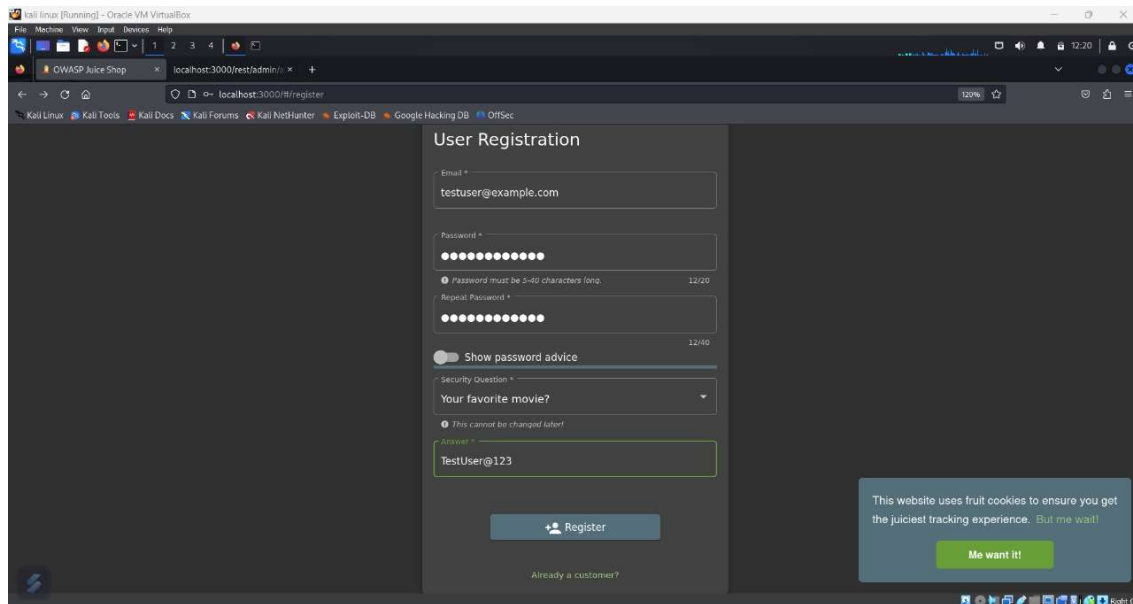 kali linux [Running] - Oracle VM VirtualBox
File Machine View Input Devices Help
1 2 3 4 12:20
OWASP Juice Shop × localhost:3000/rest/admin/ × +
localhost:3000/#/register 120%
Kali Linux Kali Tools Kali Docs Kali Forums Kali NetHunter Exploit-DB Google Hacking DB OffSec
User Registration
Email *
testuser@example.com
Password *
●●●●●●●●●●●●
Password must be 5-40 characters long. 12/20
Repeat Password *
●●●●●●●●●●●●
12/40
Show password advice
Security Question *
Your favorite movie?
This cannot be changed later!
Answer *
TestUser@123
Register
Already a customer?
This website uses fruit cookies to ensure you get
the juiciest tracking experience. But me wait!
Me want it!
Right